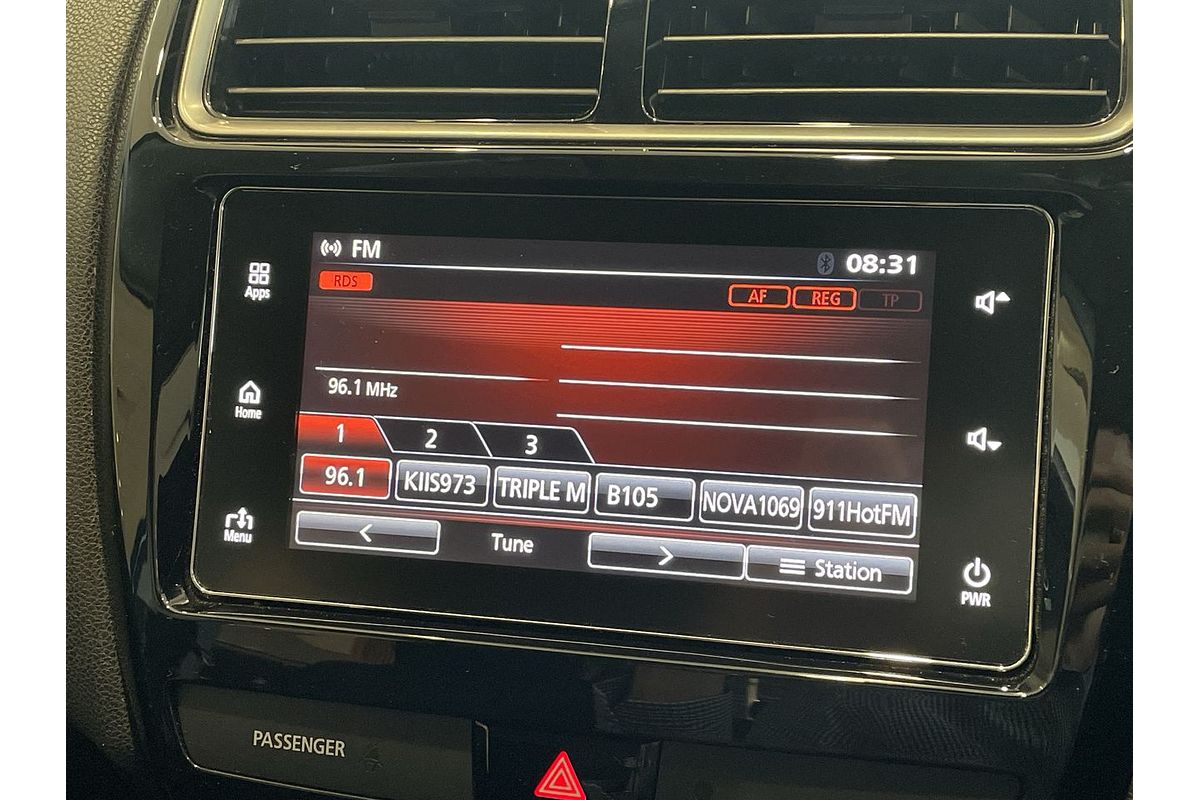 FM 08:31
RDS AF REG TP
Apps
96.1 MHz
Home
1 2 3
96.1 KIIS973 TRIPLE M B105 NOVA1069 911HotFM
Menu
< Tune > Station
PWR
PASSENGER